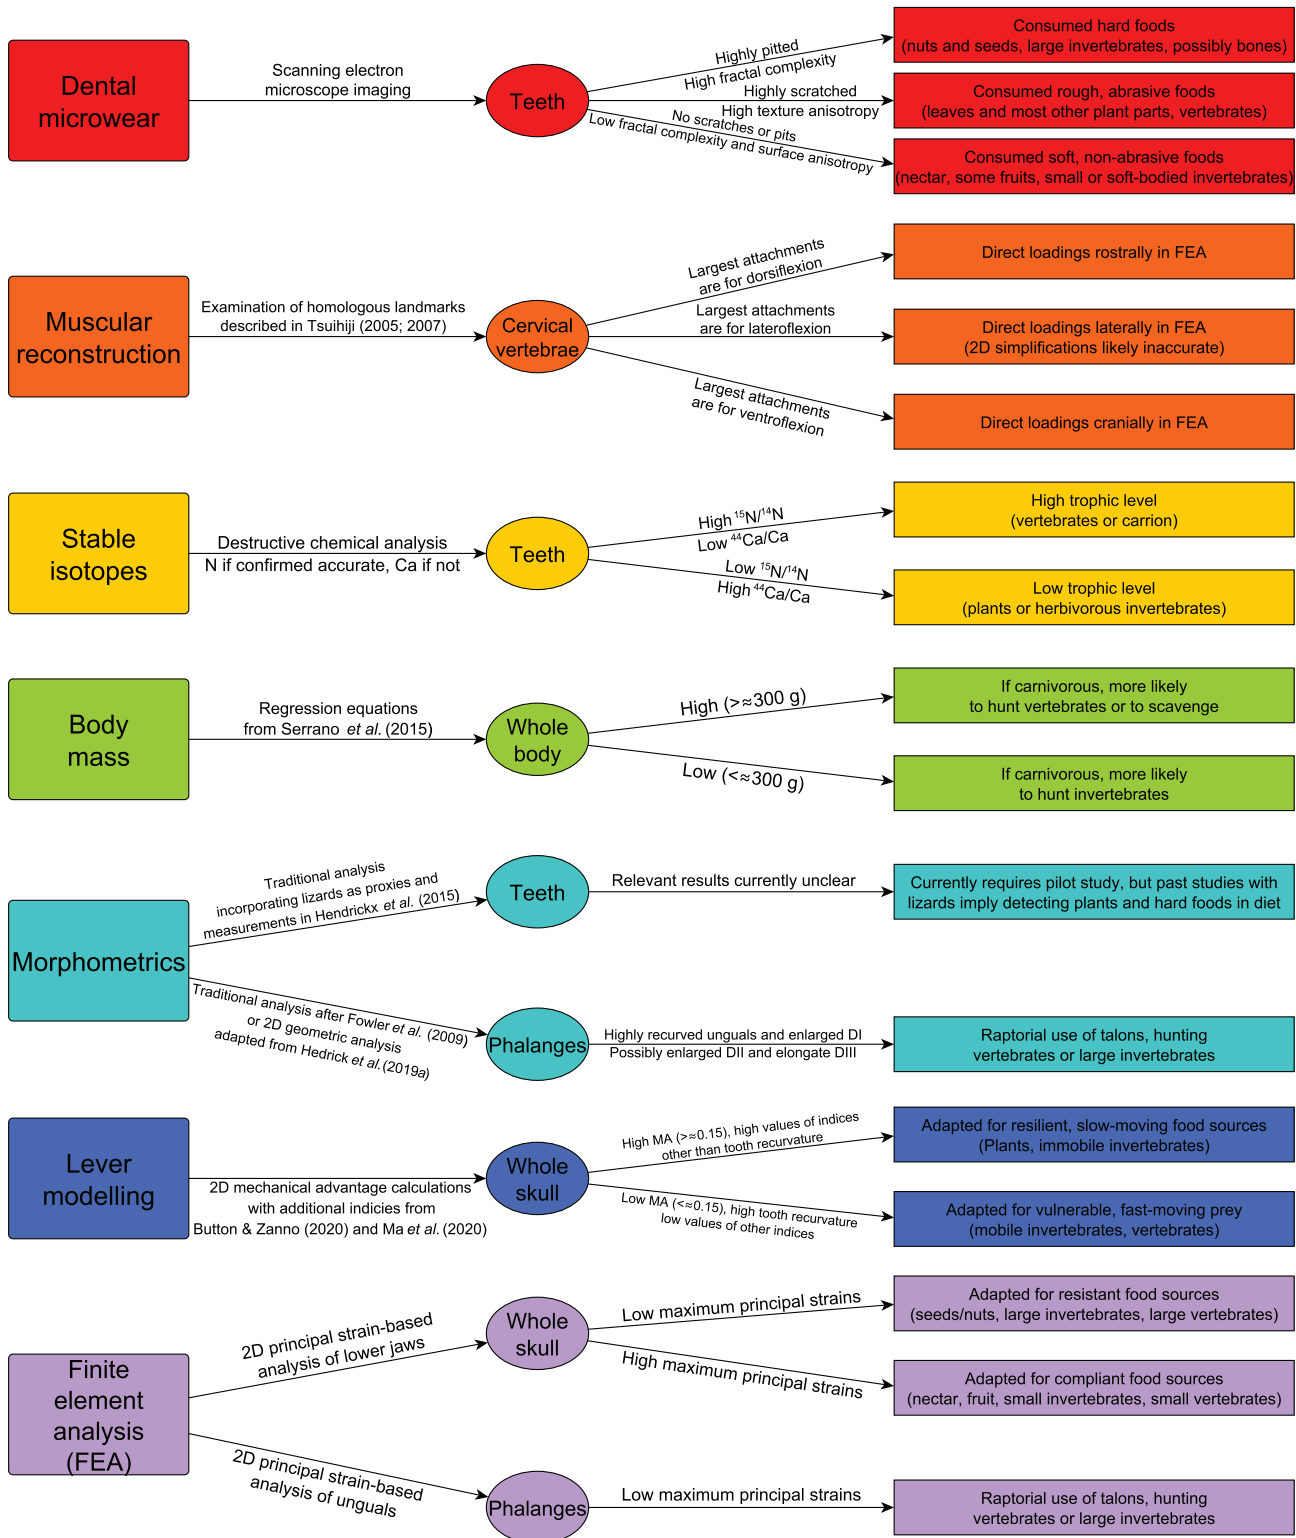 Dental
microwear
Scanning electron
microscope imaging
Teeth
Highly pitted
High fractal complexity
Highly scratched
High texture anisotropy
No scratches or pits
Low fractal complexity and surface anisotropy
Consumed hard foods
(nuts and seeds, large invertebrates, possibly bones)
Consumed rough, abrasive foods
(leaves and most other plant parts, vertebrates)
Consumed soft, non-abrasive foods
(nectar, some fruits, small or soft-bodied invertebrates)
Muscular
reconstruction
Examination of homologous landmarks
described in Tsuihiji (2005; 2007)
Cervical
vertebrae
Largest attachments
are for dorsiflexion
Largest attachments
are for lateroflexion
Largest attachments
are for ventroflexion
Direct loadings rostrally in FEA
Direct loadings laterally in FEA
(2D simplifications likely inaccurate)
Direct loadings cranially in FEA
Stable
isotopes
Destructive chemical analysis
N if confirmed accurate, Ca if not
Teeth
High ¹⁵N/¹⁴N
Low ⁴⁴Ca/Ca
Low ¹⁵N/¹⁴N
High ⁴⁴Ca/Ca
High trophic level
(vertebrates or carrion)
Low trophic level
(plants or herbivorous invertebrates)
Body
mass
Regression equations
from Serrano et al. (2015)
Whole
body
High (>≈300 g)
Low (<≈300 g)
If carnivorous, more likely
to hunt vertebrates or to scavenge
If carnivorous, more likely
to hunt invertebrates
Morphometrics
Traditional analysis
incorporating lizards as proxies and
measurements in Hendrickx et al. (2015)
Teeth
Relevant results currently unclear
Currently requires pilot study, but past studies with
lizards imply detecting plants and hard foods in diet
Traditional analysis after Fowler et al. (2009)
or 2D geometric analysis
adapted from Hedrick et al. (2019a)
Phalanges
Highly recurved unguals and enlarged DI
Possibly enlarged DII and elongate DIII
Raptorial use of talons, hunting
vertebrates or large invertebrates
Lever
modelling
2D mechanical advantage calculations
with additional indicies from
Button & Zanno (2020) and Ma et al. (2020)
Whole
skull
High MA (>≈0.15), high values of indices
other than tooth recurvature
Low MA (<≈0.15), high tooth recurvature
low values of other indices
Adapted for resilient, slow-moving food sources
(Plants, immobile invertebrates)
Adapted for vulnerable, fast-moving prey
(mobile invertebrates, vertebrates)
Finite
element
analysis
(FEA)
2D principal strain-based
analysis of lower jaws
Whole
skull
Low maximum principal strains
High maximum principal strains
Adapted for resistant food sources
(seeds/nuts, large invertebrates, large vertebrates)
Adapted for compliant food sources
(nectar, fruit, small invertebrates, small vertebrates)
2D principal strain-based
analysis of unguals
Phalanges
Low maximum principal strains
Raptorial use of talons, hunting
vertebrates or large invertebrates